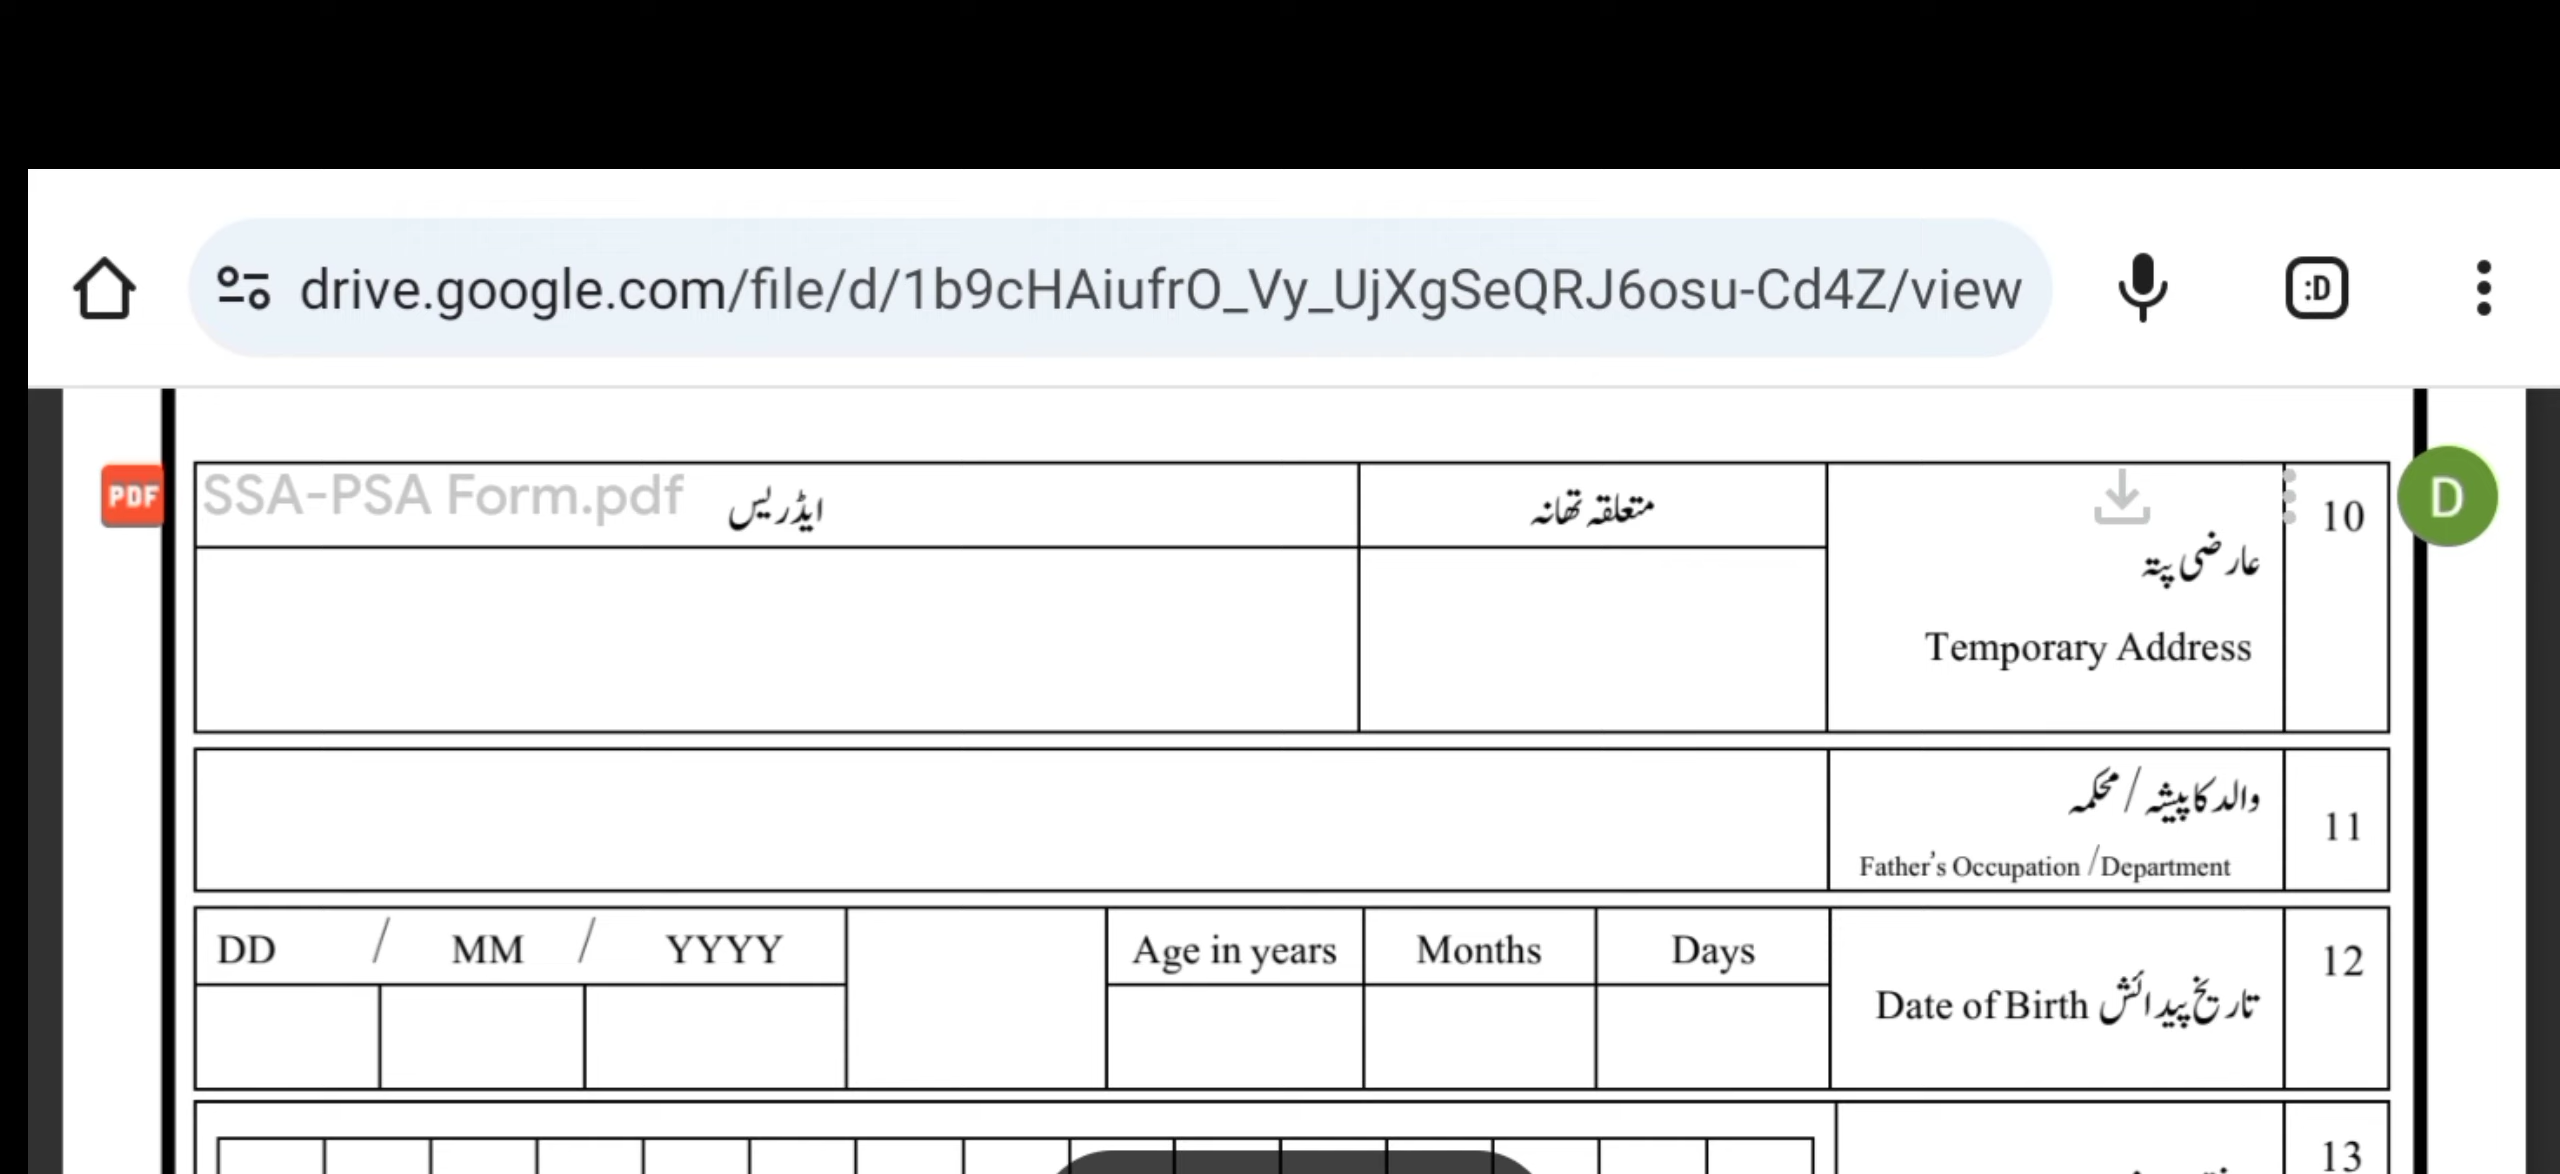 drive.google.com/file/d/1b9cHAiufrO_Vy_UjXgSeQRJ6osu-Cd4Z/view
:D
PDF SSA-PSA Form.pdf
D
10
عارضی پتہ
Temporary Address
متعلقہ تھانہ
ایڈریس
11
والد کا پیشہ / محکمہ
Father's Occupation / Department
12
تاریخ پیدائش Date of Birth
DD / MM / YYYY
Age in years
Months
Days
13